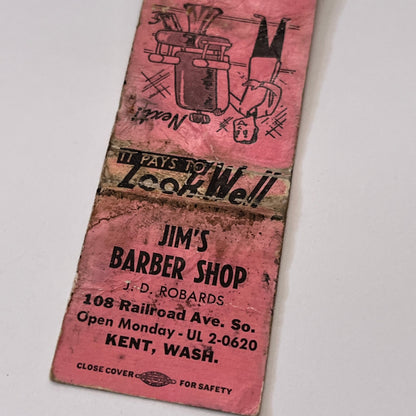 Next!
IT PAYS TO
Look Well
JIM'S
BARBER SHOP
J. D. ROBARDS
108 Railroad Ave. So.
Open Monday - UL 2-0620
KENT, WASH.
CLOSE COVER FOR SAFETY